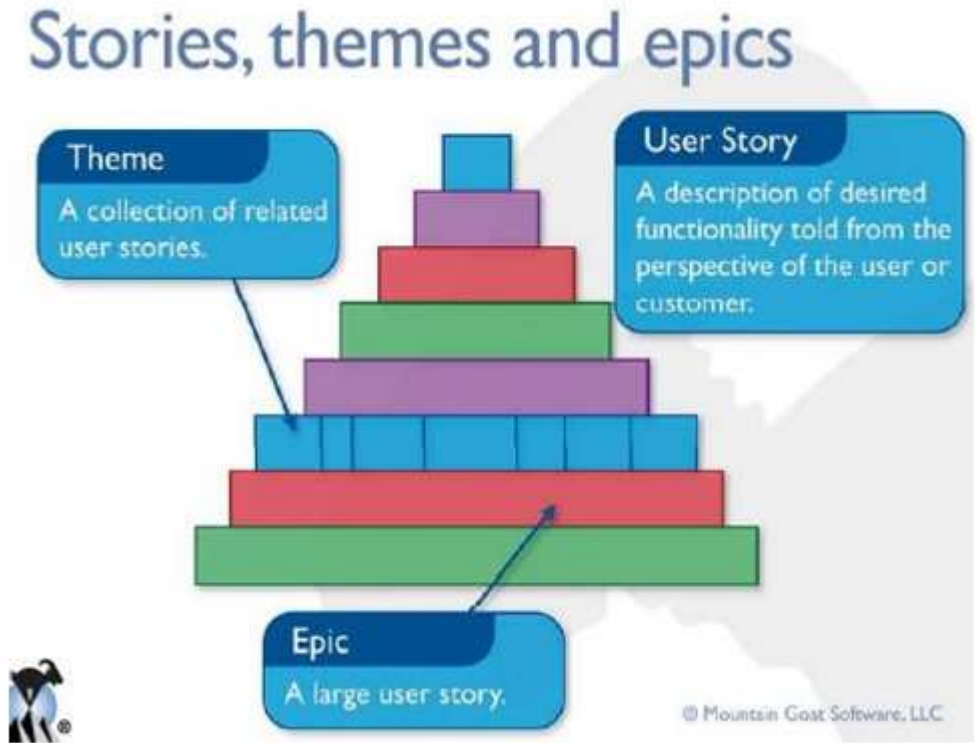 Stories, themes and epics
Theme
A collection of related
user stories.
User Story
A description of desired
functionality told from the
perspective of the user or
customer.
Epic
A large user story.
®
© Mountain Goat Software, LLC